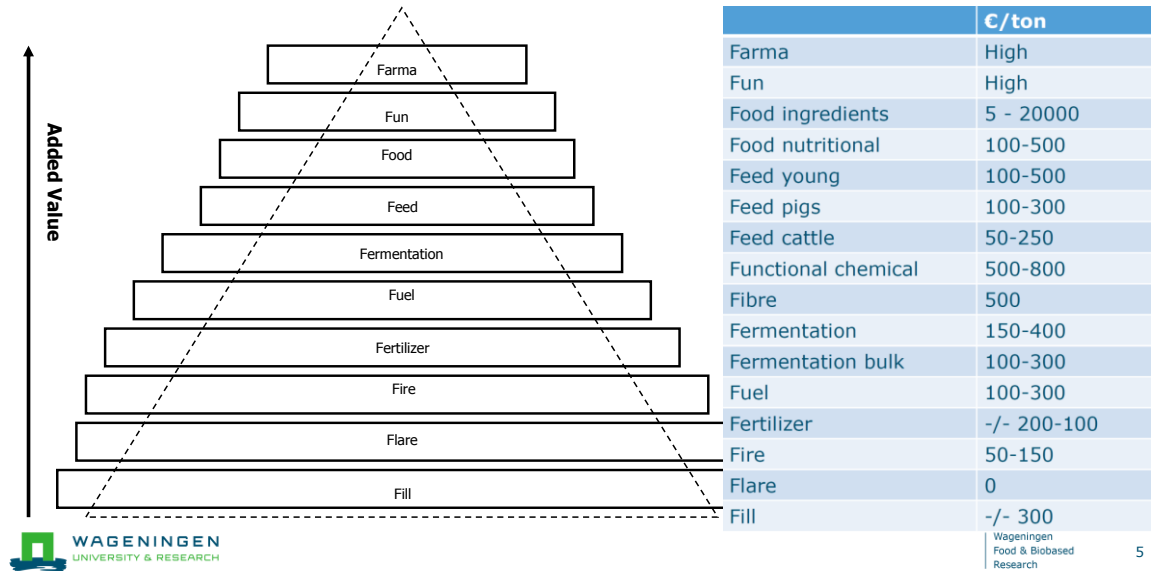 Added Value
Farma
Fun
Food
Feed
Fermentation
Fuel
Fertilizer
Fire
Flare
Fill
€/ton
Farma High
Fun High
Food ingredients 5 - 20000
Food nutritional 100-500
Feed young 100-500
Feed pigs 100-300
Feed cattle 50-250
Functional chemical 500-800
Fibre 500
Fermentation 150-400
Fermentation bulk 100-300
Fuel 100-300
Fertilizer -/- 200-100
Fire 50-150
Flare 0
Fill -/- 300
WAGENINGEN
UNIVERSITY & RESEARCH
Wageningen
Food & Biobased
Research
5